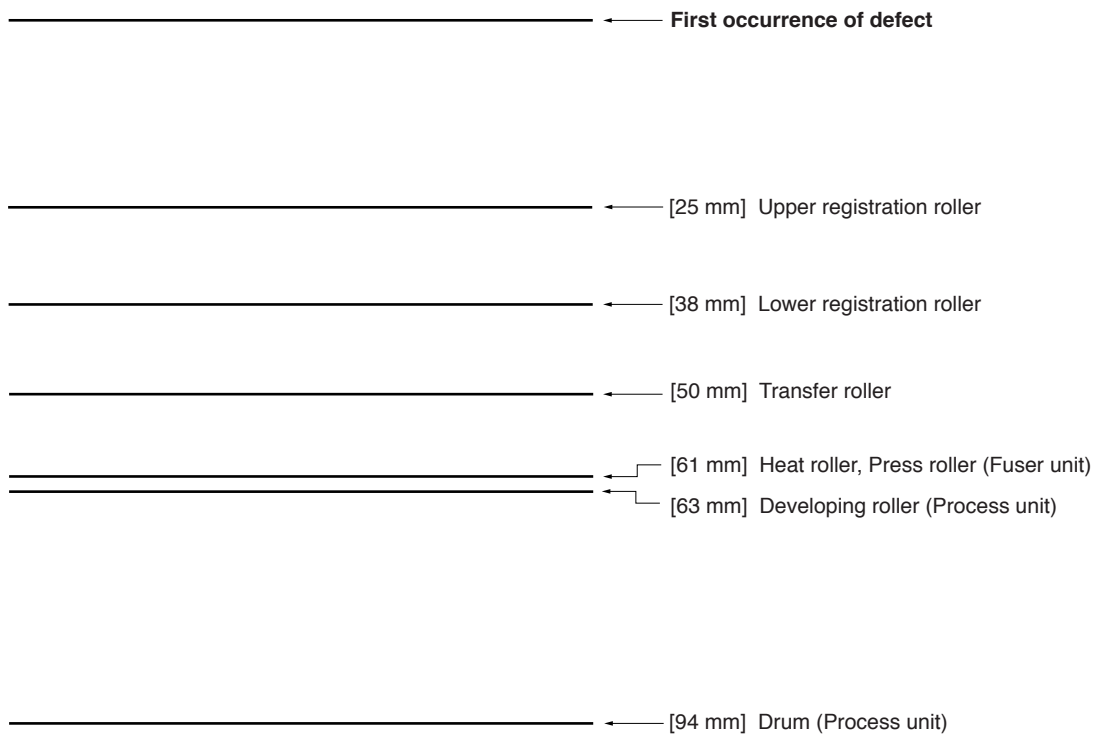 First occurrence of defect
[25 mm] Upper registration roller
[38 mm] Lower registration roller
[50 mm] Transfer roller
[61 mm] Heat roller, Press roller (Fuser unit)
[63 mm] Developing roller (Process unit)
[94 mm] Drum (Process unit)